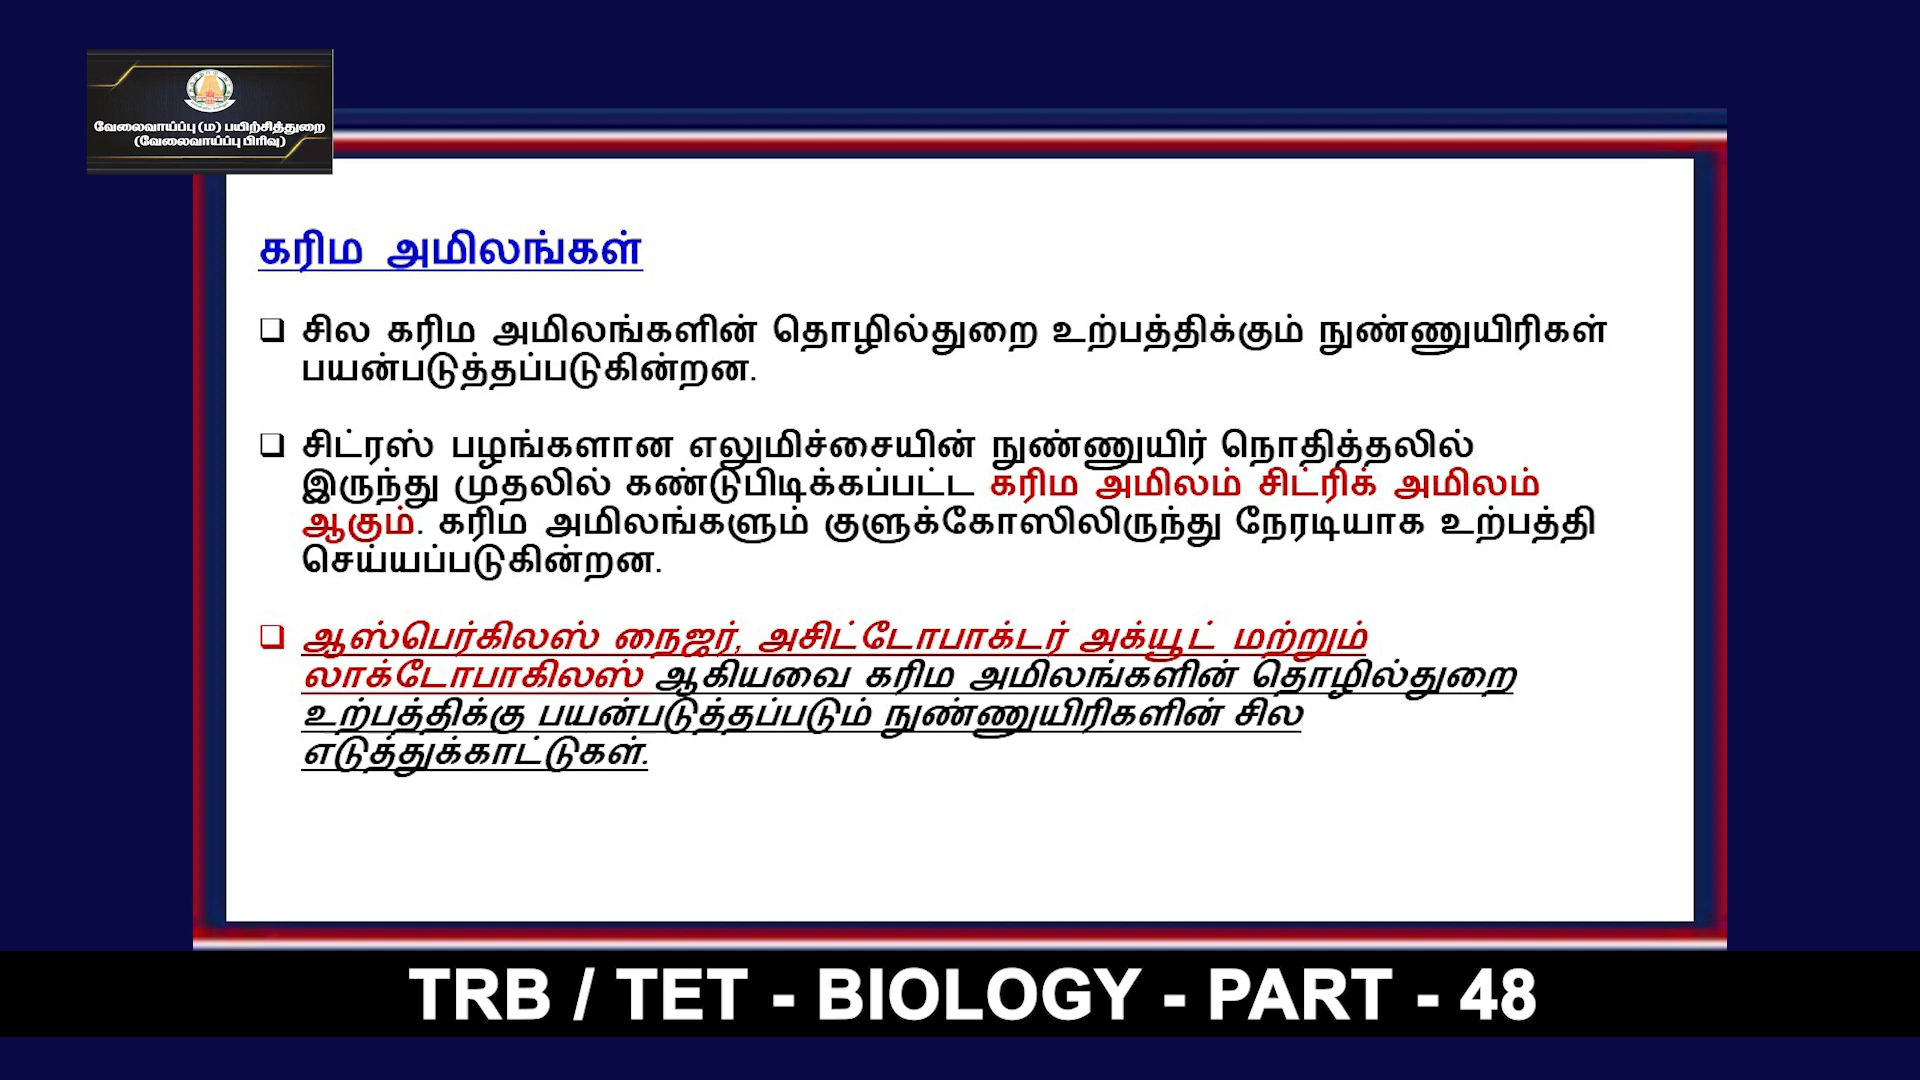 வேலைவாய்ப்பு (ம) பயிற்சித்துறை
(வேலைவாய்ப்பு பிரிவு)
கரிம அமிலங்கள்
❑ சில கரிம அமிலங்களின் தொழில்துறை உற்பத்திக்கும் நுண்ணுயிரிகள்
பயன்படுத்தப்படுகின்றன.
❑ சிட்ரஸ் பழங்களான எலுமிச்சையின் நுண்ணுயிர் நொதித்தலில்
இருந்து முதலில் கண்டுபிடிக்கப்பட்ட கரிம அமிலம் சிட்ரிக் அமிலம்
ஆகும். கரிம அமிலங்களும் குளுக்கோஸிலிருந்து நேரடியாக உற்பத்தி
செய்யப்படுகின்றன.
❑ ஆஸ்பெர்கிலஸ் நைஜர், அசிட்டோபாக்டர் அக்யூட் மற்றும்
லாக்டோபாகிலஸ் ஆகியவை கரிம அமிலங்களின் தொழில்துறை
உற்பத்திக்கு பயன்படுத்தப்படும் நுண்ணுயிரிகளின் சில
எடுத்துக்காட்டுகள்.
TRB / TET - BIOLOGY - PART - 48